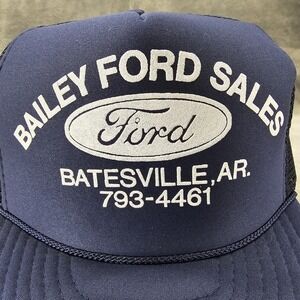 BAILEY FORD SALES
Ford
BATESVILLE, AR.
793-4461